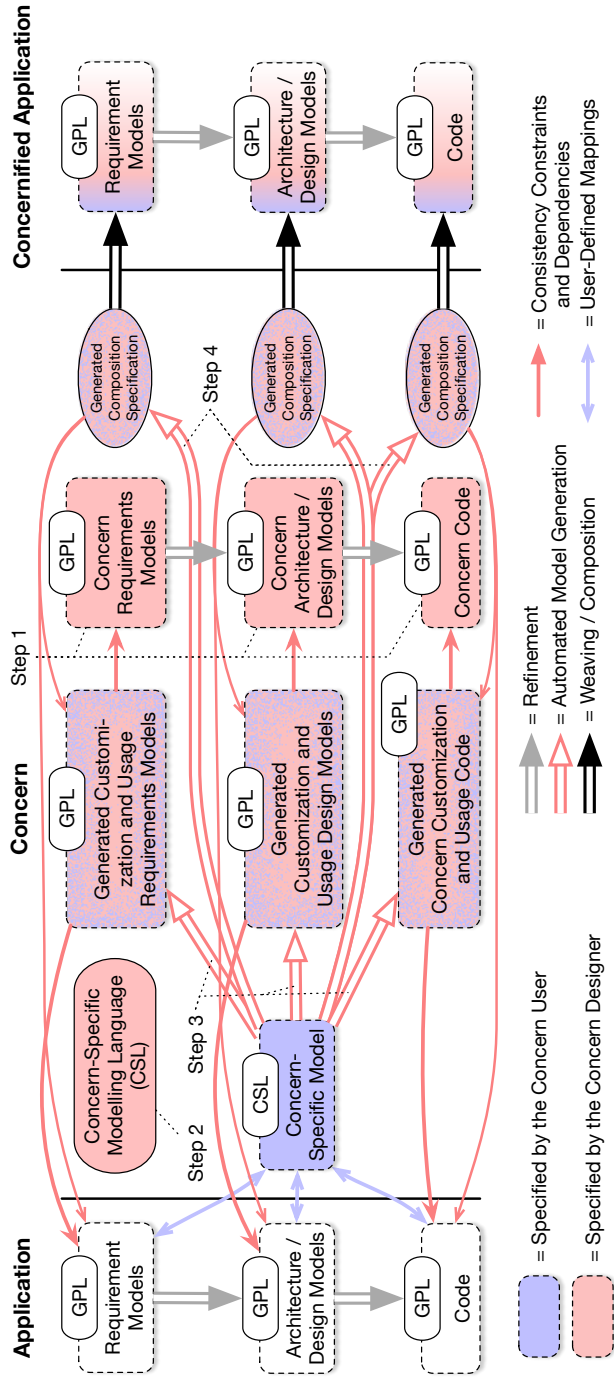 Application
Concern
Concernified Application
GPL
Requirement
Models
GPL
Architecture /
Design Models
GPL
Code
Concern-Specific
Modelling Language
(CSL)
Step 2
Step 3
CSL
Concern-
Specific Model
GPL
Generated Customi-
zation and Usage
Requirements Models
GPL
Generated
Customization and
Usage Design Models
GPL
Generated
Concern Customization
and Usage Code
Step 1
GPL
Concern
Requirements
Models
GPL
Concern
Architecture /
Design Models
GPL
Concern Code
Step 4
Generated
Composition
Specification
Generated
Composition
Specification
Generated
Composition
Specification
GPL
Requirement
Models
GPL
Architecture /
Design Models
GPL
Code
= Specified by the Concern User
= Specified by the Concern Designer
= Refinement
= Automated Model Generation
= Weaving / Composition
= Consistency Constraints
and Dependencies
= User-Defined Mappings